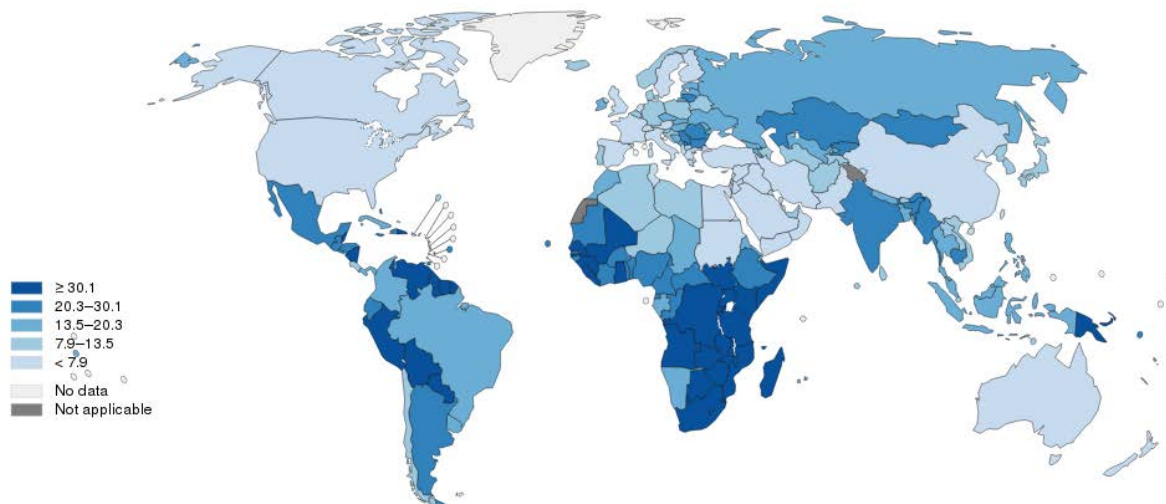 ≥ 30.1
20.3–30.1
13.5–20.3
7.9–13.5
< 7.9
No data
Not applicable